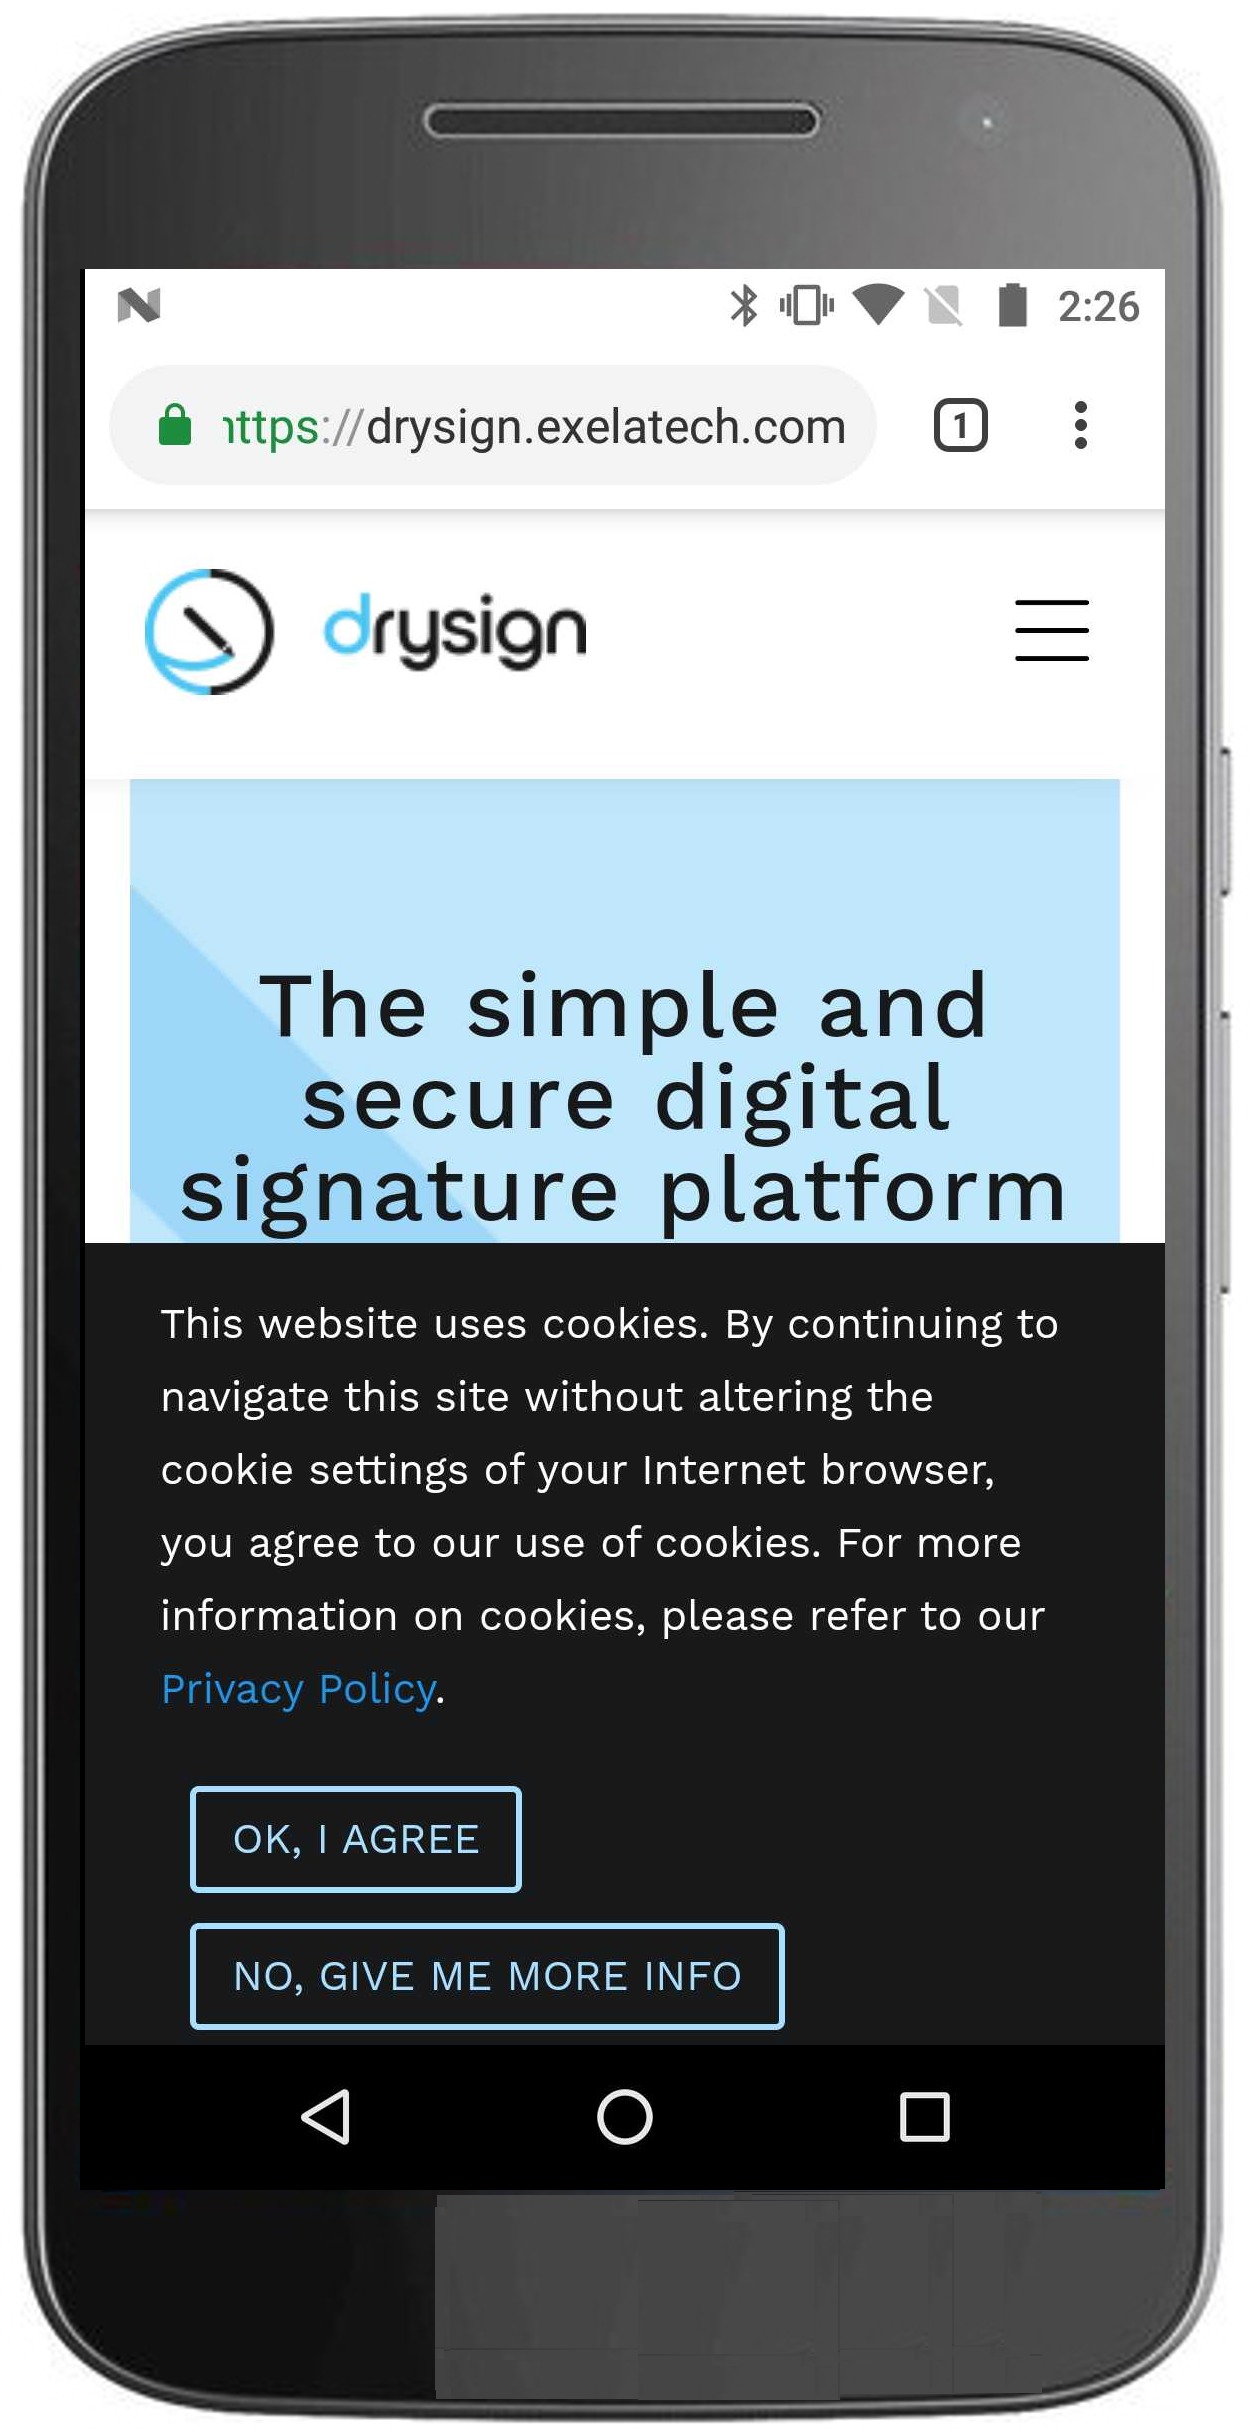 2:26
https://drysign.exelatech.com
1
drysign
The simple and
secure digital
signature platform
This website uses cookies. By continuing to
navigate this site without altering the
cookie settings of your Internet browser,
you agree to our use of cookies. For more
information on cookies, please refer to our
Privacy Policy.
OK, I AGREE
NO, GIVE ME MORE INFO